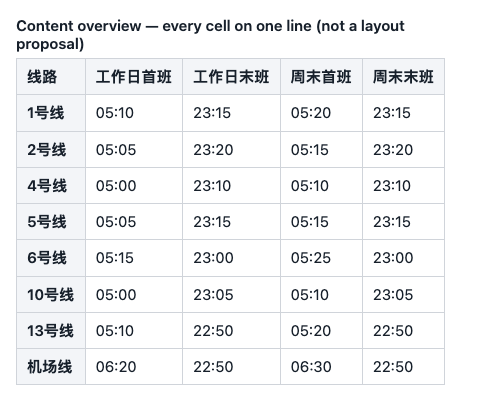 Content overview — every cell on one line (not a layout
proposal)
线路 工作日首班 工作日末班 周末首班 周末末班
1号线 05:10 23:15 05:20 23:15
2号线 05:05 23:20 05:15 23:20
4号线 05:00 23:10 05:10 23:10
5号线 05:05 23:15 05:15 23:15
6号线 05:15 23:00 05:25 23:00
10号线 05:00 23:05 05:10 23:05
13号线 05:10 22:50 05:20 22:50
机场线 06:20 22:50 06:30 22:50